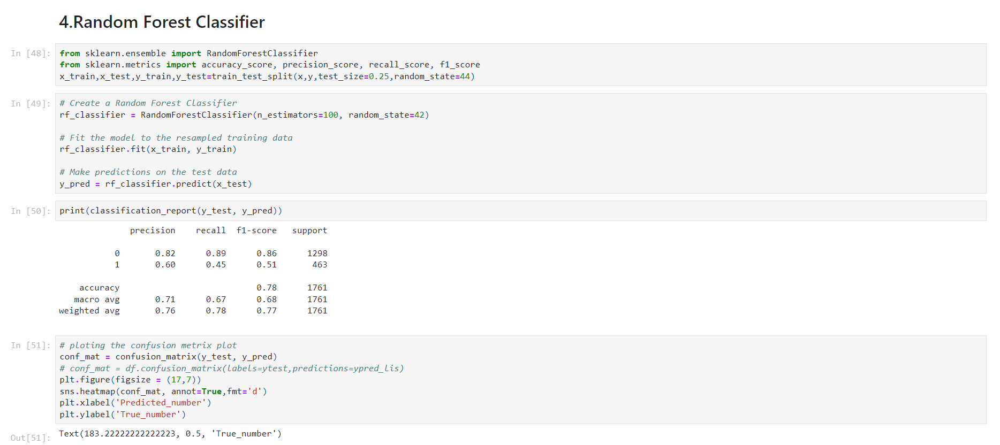 4.Random Forest Classifier
In [48]:
from sklearn.ensemble import RandomForestClassifier
from sklearn.metrics import accuracy_score, precision_score, recall_score, f1_score
x_train,x_test,y_train,y_test=train_test_split(x,y,test_size=0.25,random_state=44)
In [49]:
# Create a Random Forest Classifier
rf_classifier = RandomForestClassifier(n_estimators=100, random_state=42)
# Fit the model to the resampled training data
rf_classifier.fit(x_train, y_train)
# Make predictions on the test data
y_pred = rf_classifier.predict(x_test)
In [50]:
print(classification_report(y_test, y_pred))
precision recall f1-score support
0 0.82 0.89 0.86 1298
1 0.60 0.45 0.51 463
accuracy 0.78 1761
macro avg 0.71 0.67 0.68 1761
weighted avg 0.76 0.78 0.77 1761
In [51]:
# ploting the confusion metrix plot
conf_mat = confusion_matrix(y_test, y_pred)
# conf_mat = df.confusion_matrix(labels=ytest,predictions=ypred_lis)
plt.figure(figsize = (17,7))
sns.heatmap(conf_mat, annot=True,fmt='d')
plt.xlabel('Predicted_number')
plt.ylabel('True_number')
Out[51]:
Text(183.22222222222223, 0.5, 'True_number')